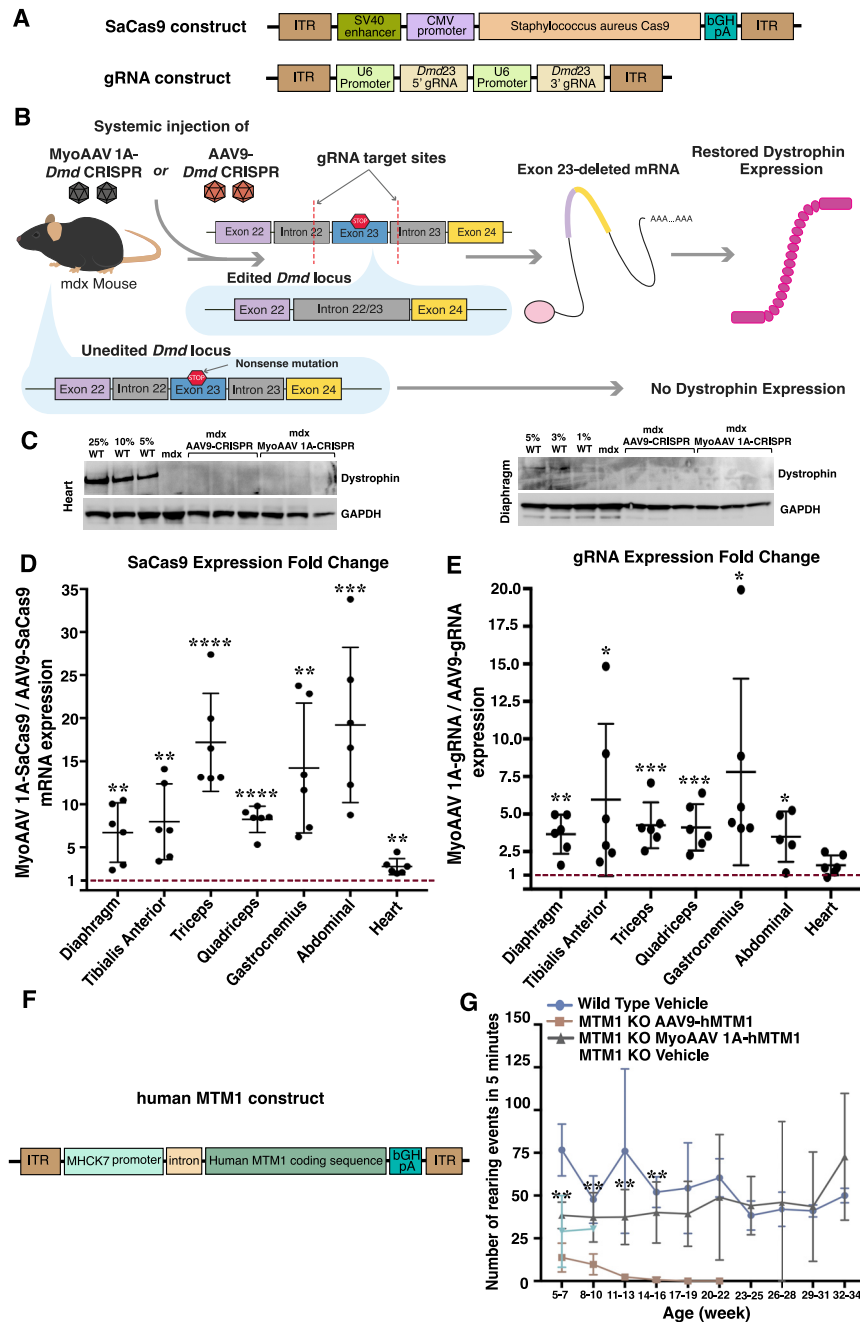 A
SaCas9 construct
ITR
SV40
enhancer
CMV
promoter
Staphylococcus aureus Cas9
bGH
pA
ITR
gRNA construct
ITR
U6
Promoter
Dmd23
5' gRNA
U6
Promoter
Dmd23
3' gRNA
ITR
B
Systemic injection of
MyoAAV 1A-
Dmd CRISPR
or
AAV9-
Dmd CRISPR
mdx Mouse
gRNA target sites
STOP
Exon 22
Intron 22
Exon 23
Intron 23
Exon 24
Edited Dmd locus
Exon 22
Intron 22/23
Exon 24
Exon 23-deleted mRNA
AAA...AAA
Restored Dystrophin
Expression
Unedited Dmd locus
STOP
Nonsense mutation
Exon 22
Intron 22
Exon 23
Intron 23
Exon 24
No Dystrophin Expression
C
25% 10% 5%
WT WT WT mdx
mdx
AAV9-CRISPR
mdx
MyoAAV 1A-CRISPR
Heart
Dystrophin
GAPDH
5% 3% 1%
WT WT WT mdx
mdx
AAV9-CRISPR
mdx
MyoAAV 1A-CRISPR
Diaphragm
Dystrophin
GAPDH
D
SaCas9 Expression Fold Change
MyoAAV 1A-SaCas9 / AAV9-SaCas9
mRNA expression
35
30
25
20
15
10
5
1
**
**
****
****
**
***
**
Diaphragm
Tibialis Anterior
Triceps
Quadriceps
Gastrocnemius
Abdominal
Heart
E
gRNA Expression Fold Change
MyoAAV 1A-gRNA / AAV9-gRNA
expression
20.0
17.5
15.0
12.5
10.0
7.5
5.0
2.5
1
**
*
***
***
*
*
Diaphragm
Tibialis Anterior
Triceps
Quadriceps
Gastrocnemius
Abdominal
Heart
F
human MTM1 construct
ITR
MHCK7 promoter
intron
Human MTM1 coding sequence
bGH
pA
ITR
G
Wild Type Vehicle
MTM1 KO AAV9-hMTM1
MTM1 KO MyoAAV 1A-hMTM1
MTM1 KO Vehicle
Number of rearing events in 5 minutes
150
125
100
75
50
25
0
**
**
**
**
5-7
8-10
11-13
14-16
17-19
20-22
23-25
26-28
29-31
32-34
Age (week)